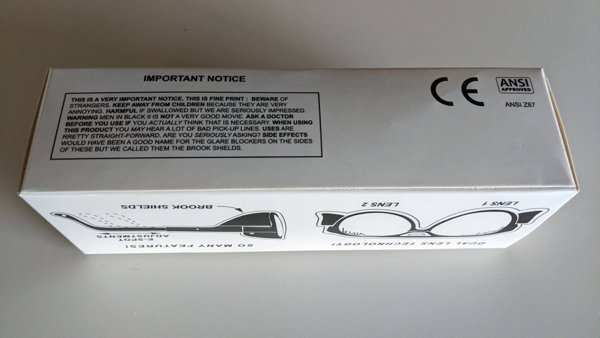 IMPORTANT NOTICE
THIS IS A VERY IMPORTANT NOTICE. THIS IS FINE PRINT : BEWARE OF
STRANGERS. KEEP AWAY FROM CHILDREN BECAUSE THEY ARE VERY
ANNOYING. HARMFUL IF SWALLOWED BUT WE ARE SERIOUSLY IMPRESSED.
WARNING MEN IN BLACK II IS NOT A VERY GOOD MOVIE. ASK A DOCTOR
BEFORE YOU USE IF YOU ACTUALLY THINK THAT IS NECESSARY. WHEN USING
THIS PRODUCT YOU MAY HEAR A LOT OF BAD PICK-UP LINES. USES ARE
RRETTY STRAIGHT-FORWARD, ARE YOU SERIOUSLY ASKING? SIDE EFFECTS
WOULD HAVE BEEN A GOOD NAME FOR THE GLARE BLOCKERS ON THE SIDES
OF THESE BUT WE CALLED THEM THE BROOK SHIELDS.
CE
ANSI
APPROVED
ANSI Z87
DUAL LENS TECHNOLOGY!
LENS 1
LENS 2
SO MANY FEATURES!
E-SPOT
ADJUSTMENTS
BROOK SHIELDS